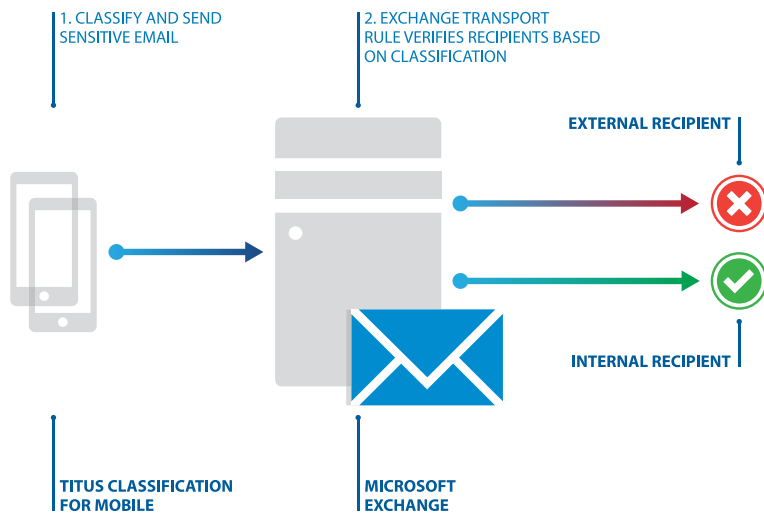 1. CLASSIFY AND SEND
SENSITIVE EMAIL
2. EXCHANGE TRANSPORT
RULE VERIFIES RECIPIENTS BASED
ON CLASSIFICATION
EXTERNAL RECIPIENT
INTERNAL RECIPIENT
TITUS CLASSIFICATION
FOR MOBILE
MICROSOFT
EXCHANGE